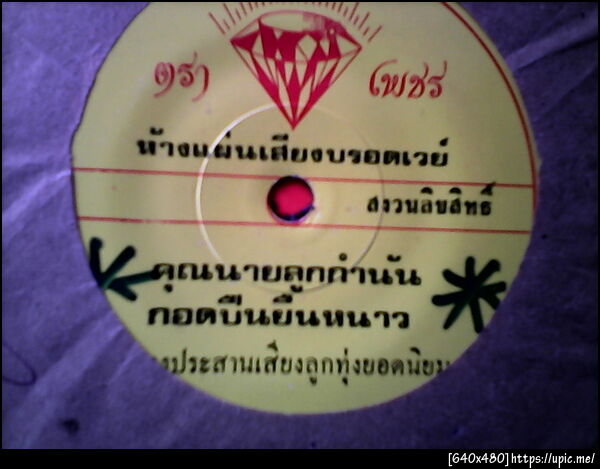 ตรา เพชร
ห้างแผ่นเสียงบรอดเวย์
สงวนลิขสิทธิ์
คุณนายลูกกำนัน
กอดปืนยืนหนาว
ประสานเสียงลูกทุ่งยอดนิยม
[640x480]https://upic.me/